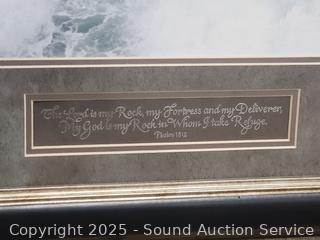 The Lord is my Rock, my Fortress and my Deliverer,
My God is my Rock in Whom I take Refuge.
Psalm 18:2
Copyright 2025 - Sound Auction Service